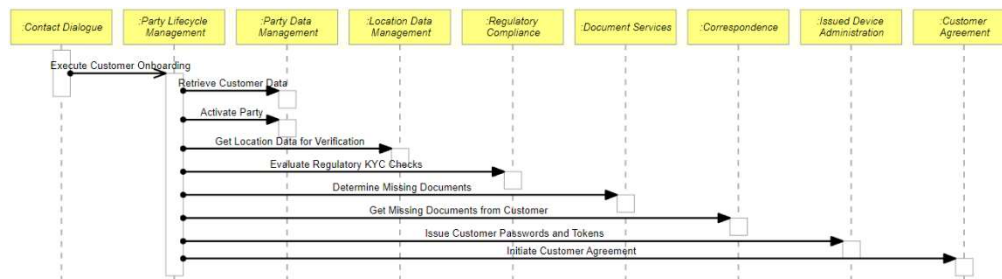 :Contact Dialogue
:Party Lifecycle
Management
:Party Data
Management
:Location Data
Management
:Regulatory
Compliance
:Document Services
:Correspondence
:Issued Device
Administration
:Customer
Agreement
Execute Customer Onboarding
Retrieve Customer Data
Activate Party
Get Location Data for Verification
Evaluate Regulatory KYC Checks
Determine Missing Documents
Get Missing Documents from Customer
Issue Customer Passwords and Tokens
Initiate Customer Agreement